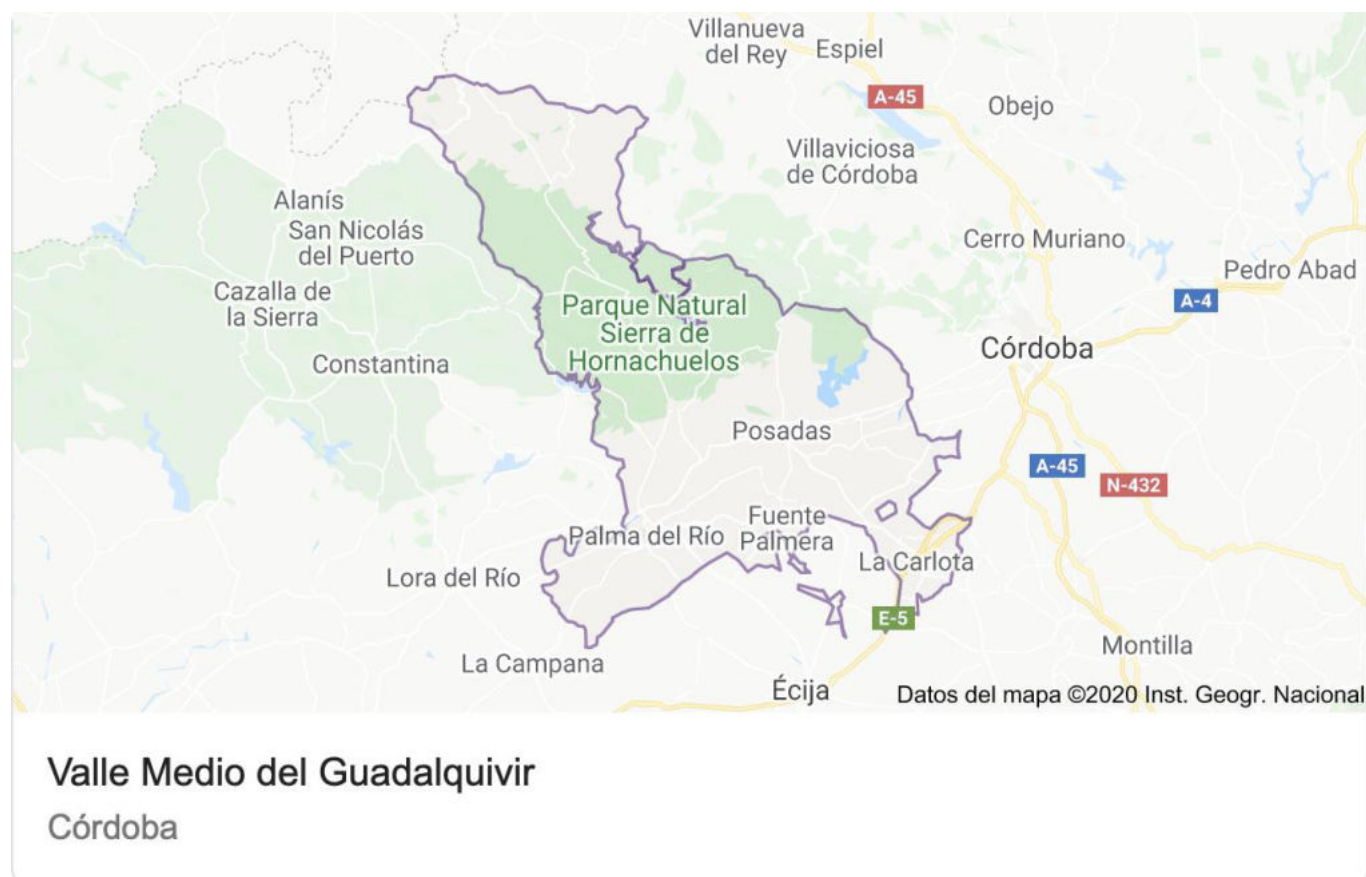 Villanueva
del Rey
Espiel
A-45
Obejo
Villaviciosa
de Córdoba
Alanís
San Nicolás
del Puerto
Cerro Muriano
Pedro Abad
Cazalla de
la Sierra
A-4
Parque Natural
Sierra de
Hornachuelos
Córdoba
Constantina
Posadas
A-45
N-432
Fuente
Palmera
Palma del Río
La Carlota
Lora del Río
E-5
Montilla
La Campana
Écija
Datos del mapa ©2020 Inst. Geogr. Nacional
Valle Medio del Guadalquivir
Córdoba